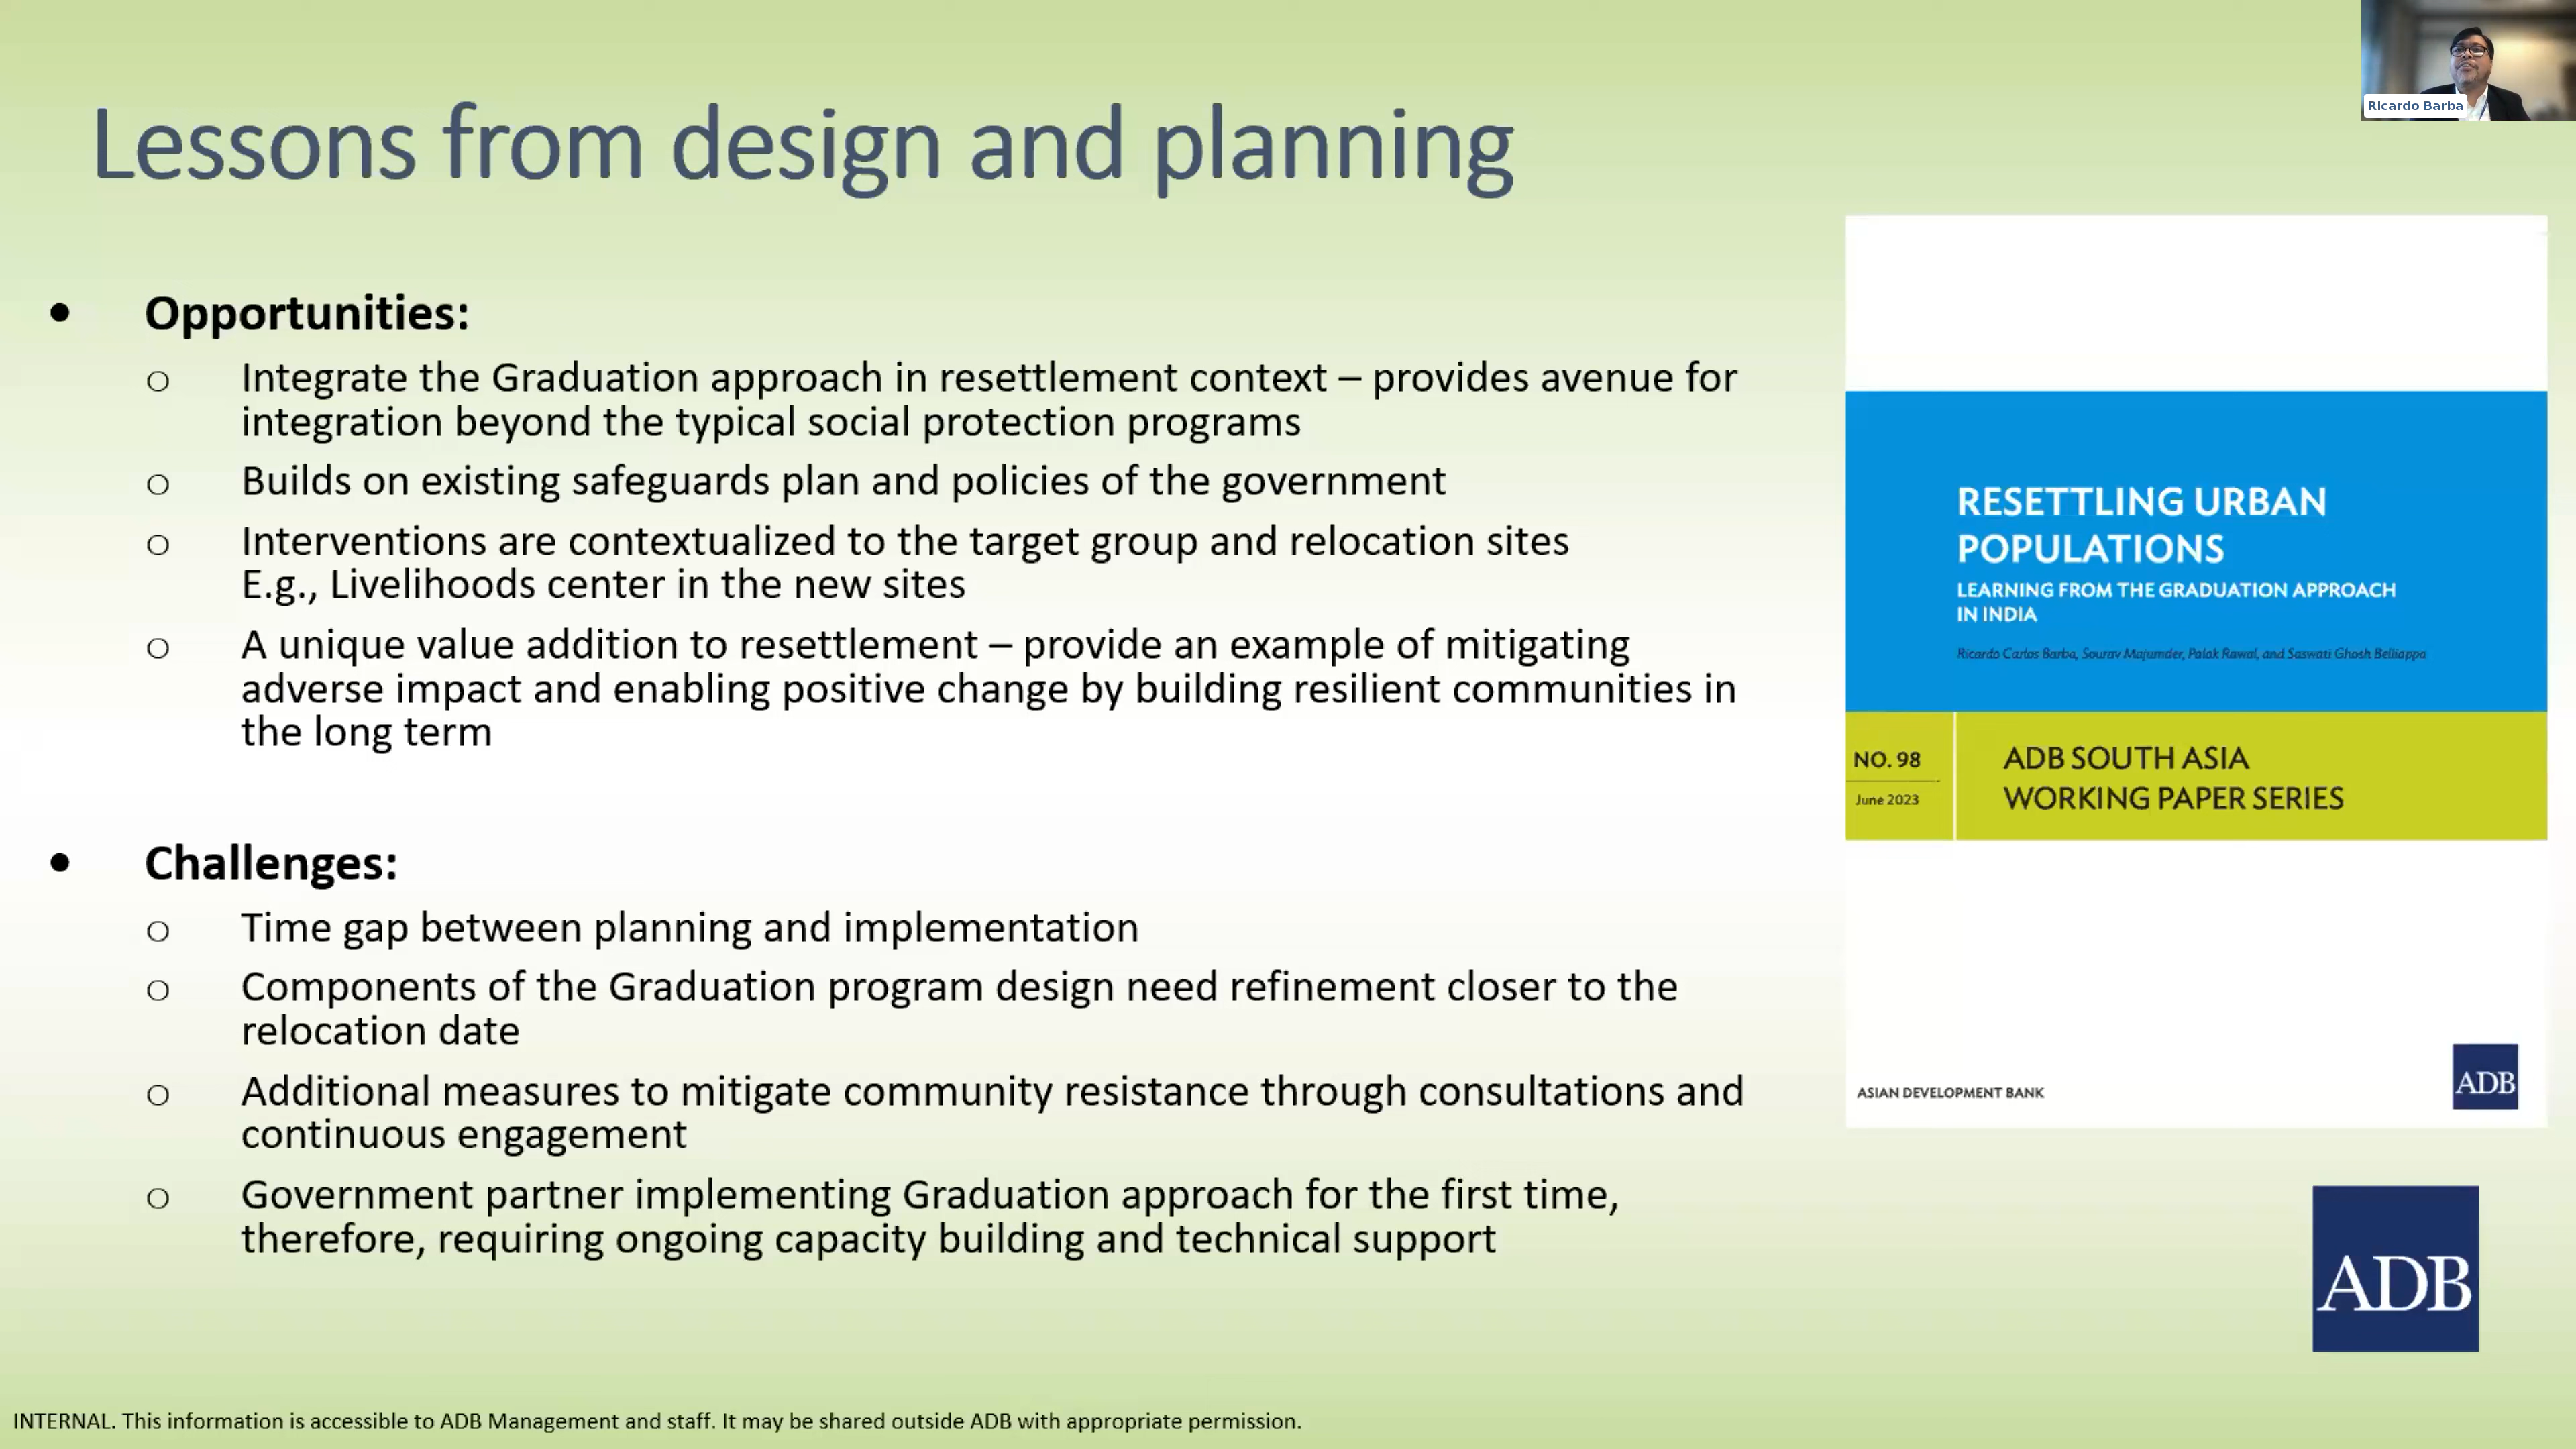 Ricardo Barba
Lessons from design and planning
• Opportunities:
o Integrate the Graduation approach in resettlement context – provides avenue for
integration beyond the typical social protection programs
o Builds on existing safeguards plan and policies of the government
o Interventions are contextualized to the target group and relocation sites
E.g., Livelihoods center in the new sites
o A unique value addition to resettlement – provide an example of mitigating
adverse impact and enabling positive change by building resilient communities in
the long term
• Challenges:
o Time gap between planning and implementation
o Components of the Graduation program design need refinement closer to the
relocation date
o Additional measures to mitigate community resistance through consultations and
continuous engagement
o Government partner implementing Graduation approach for the first time,
therefore, requiring ongoing capacity building and technical support
RESETTLING URBAN
POPULATIONS
LEARNING FROM THE GRADUATION APPROACH
IN INDIA
Ricardo Carlos Barba, Sourav Majumder, Palak Rawal, and Saswati Ghosh Belliappa
NO. 98
June 2023
ADB SOUTH ASIA
WORKING PAPER SERIES
ASIAN DEVELOPMENT BANK
ADB
ADB
INTERNAL. This information is accessible to ADB Management and staff. It may be shared outside ADB with appropriate permission.